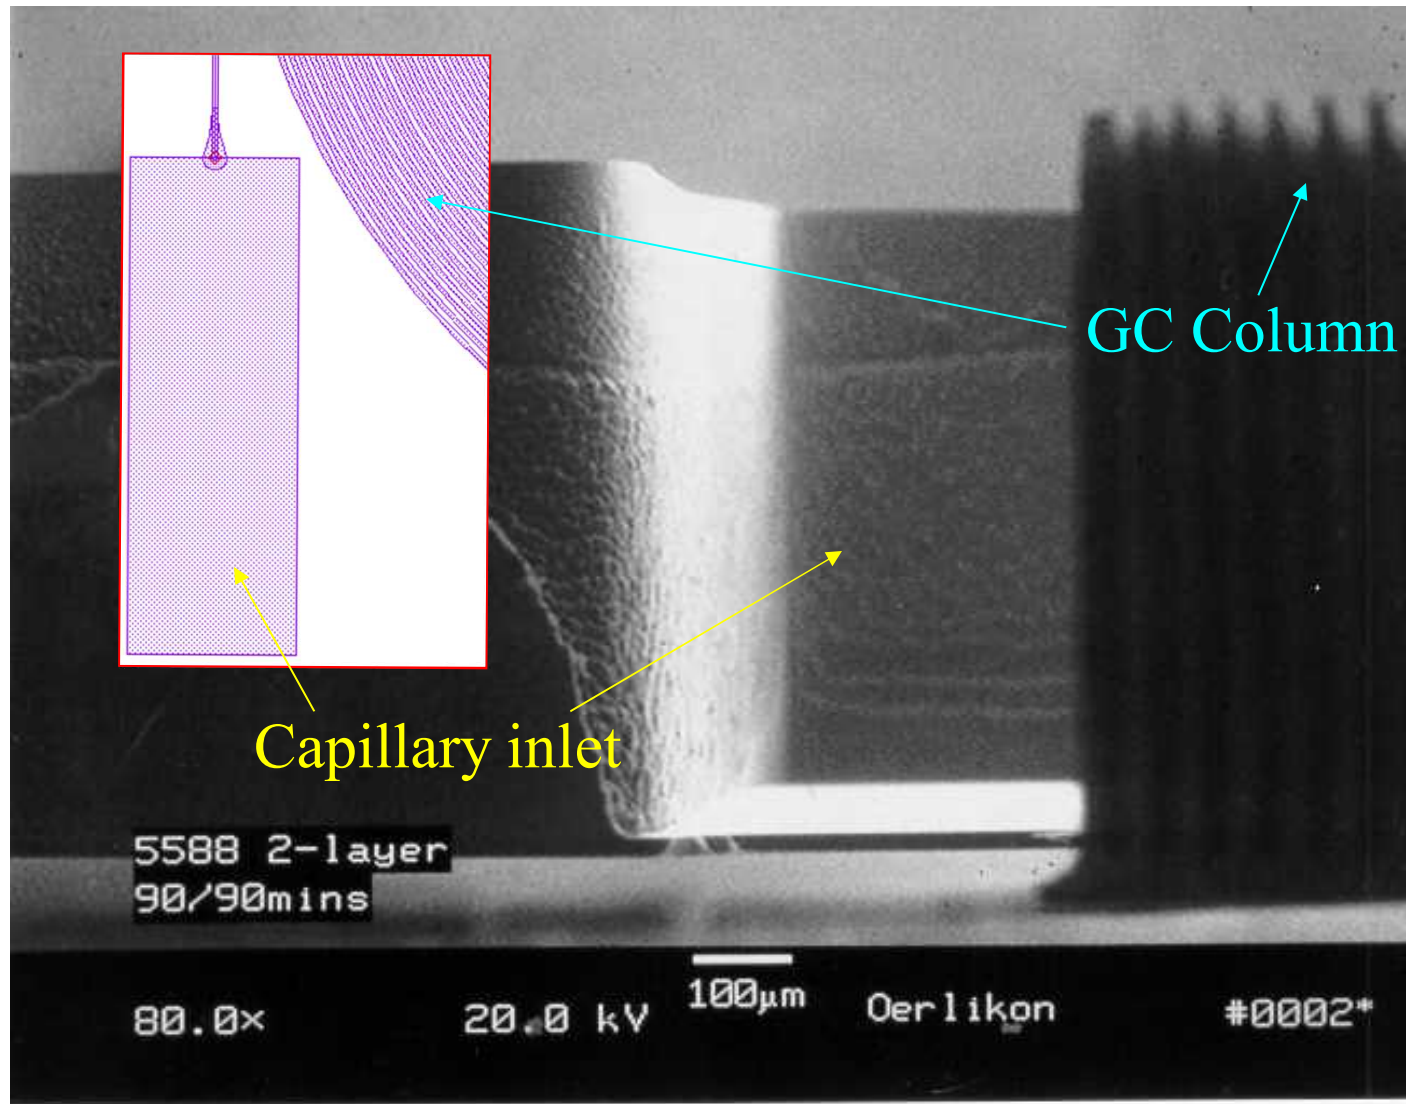 GC Column
Capillary inlet
5588 2-layer
90/90mins
80.0× 20.0 kV 100µm Oerlikon #0002*